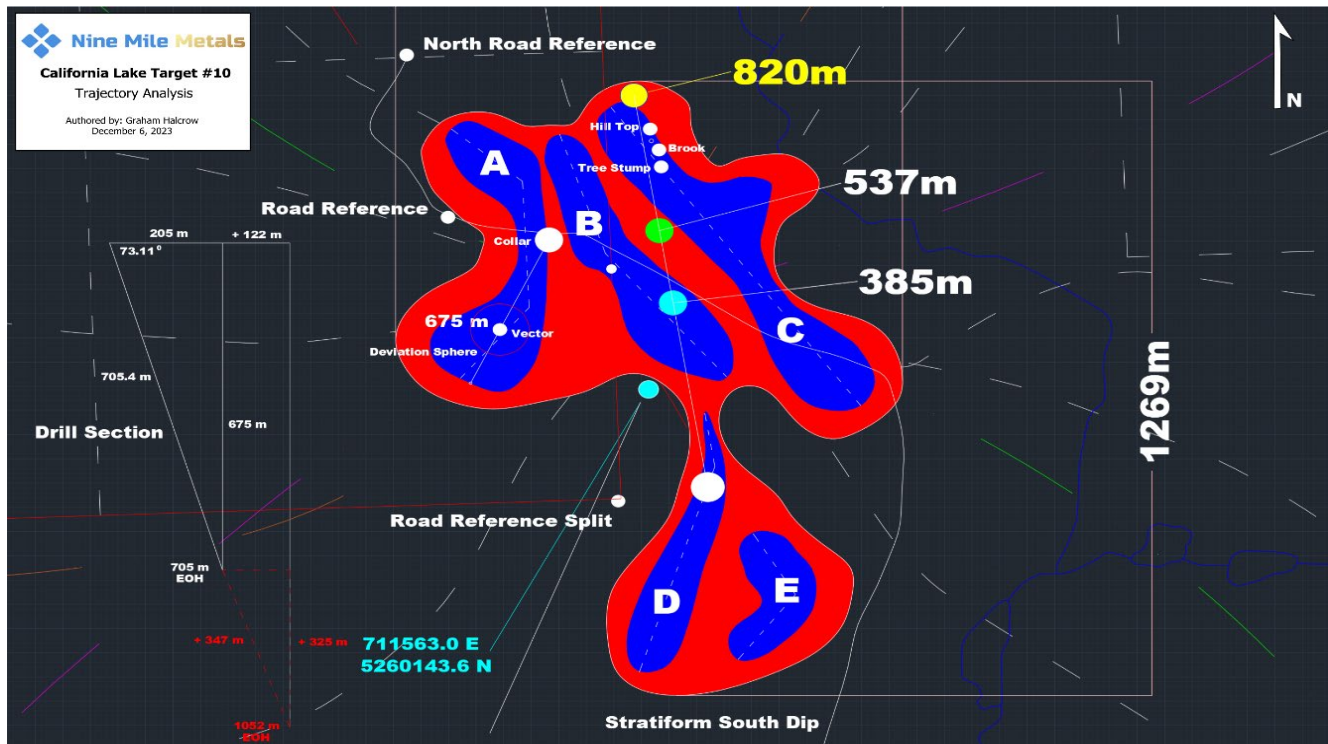 Nine Mile Metals
California Lake Target #10
Trajectory Analysis
Authored by: Graham Halcrow
December 6, 2023
North Road Reference
820m
N
Hill Top
Brook
Tree Stump
A
B
537m
Road Reference
Collar
205 m
+ 122 m
73.11°
385m
675 m
Vector
Deviation Sphere
C
1269m
705.4 m
675 m
Drill Section
Road Reference Split
705 m
EOH
D
E
+ 347 m
+ 325 m
711563.0 E
5260143.6 N
1052 m
EOH
Stratiform South Dip